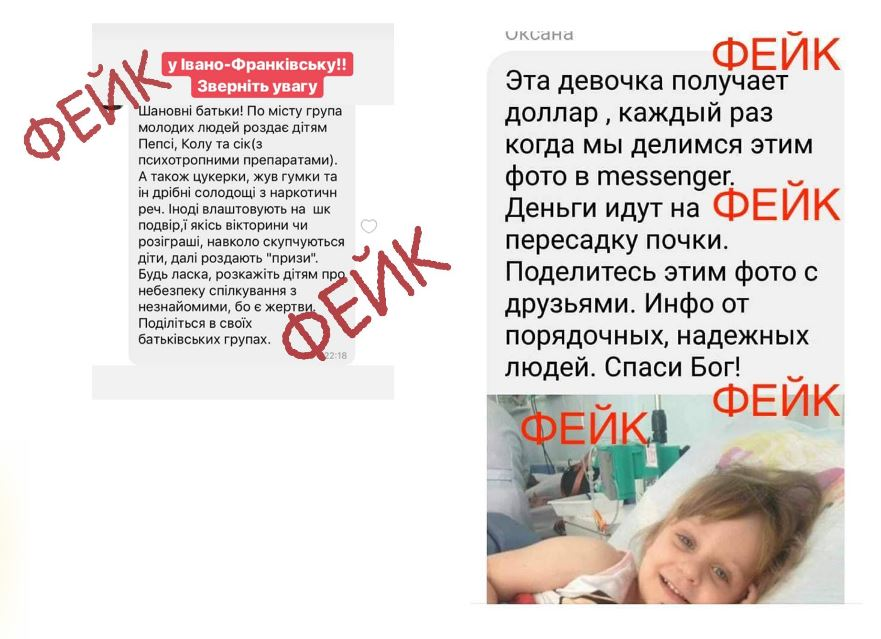 у Івано-Франківську!!
Зверніть увагу
ФЕЙК
Шановні батьки! По місту група
молодих людей роздає дітям
Пепсі, Колу та сік(з
психотропними препаратами).
А також цукерки, жув гумки та
ін дрібні солодощі з наркотичн
реч. Іноді влаштовують на шк
подвір,ї якісь вікторини чи
розіграші, навколо скупчуються
діти, далі роздають "призи".
Будь ласка, розкажіть дітям про
небезпеку спілкування з
незнайомими, бо є жертви.
Поділіться в своїх
батьківських групах.
22:18
ФЕЙК
Оксана
ФЕЙК
Эта девочка получает
доллар , каждый раз
когда мы делимся этим
фото в messenger.
Деньги идут на
ФЕЙК
пересадку почки.
Поделитесь этим фото с
друзьями. Инфо от
порядочных, надежных
людей. Спаси Бог!
ФЕЙК
ФЕЙК